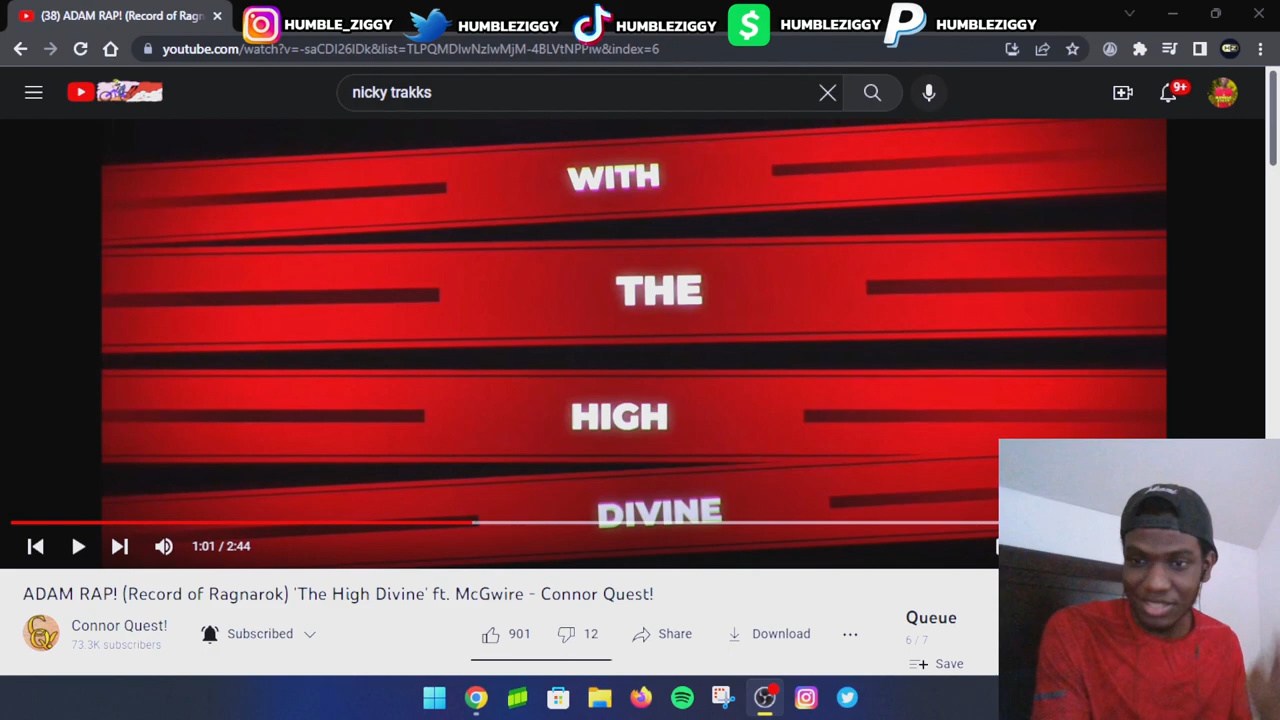 (38) ADAM RAP! (Record of Ragn
HUMBLE_ZIGGY
HUMBLEZIGGY
HUMBLEZIGGY
HUMBLEZIGGY
HUMBLEZIGGY
youtube.com/watch?v=-saCDI26IDk&list=TLPQMDIwNzIwMjM-4BLVtNPPiw&index=6
nicky trakks
9+
WITH
THE
HIGH
DIVINE
1:01 / 2:44
ADAM RAP! (Record of Ragnarok) 'The High Divine' ft. McGwire - Connor Quest!
Connor Quest!
73.3K subscribers
Subscribed
901
12
Share
Download
Queue
6 / 7
Save